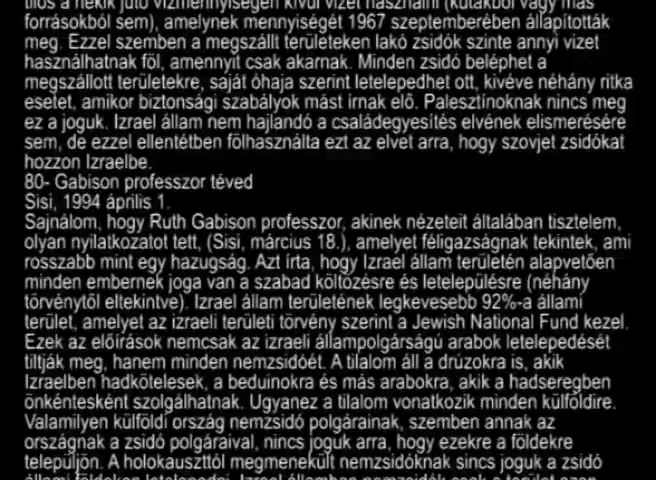 tilos a nekik jutó vízmennyiségen kívül vizet használni (kutakból vagy más
forrásokból sem), amelynek mennyiségét 1967 szeptemberében állapították
meg. Ezzel szemben a megszállt területeken lakó zsidók szinte annyi vizet
használhatnak föl, amennyit csak akarnak. Minden zsidó beléphet a
megszállott területekre, saját óhaja szerint letelepedhet ott, kivéve néhány ritka
esetet, amikor biztonsági szabályok mást írnak elő. Palesztinoknak nincs meg
ez a joguk. Izrael állam nem hajlandó a családegyesítés elvének elismerésére
sem, de ezzel ellentétben fölhasználta ezt az elvet arra, hogy szovjet zsidókat
hozzon Izraelbe.
80- Gabison professzor téved
Sisi, 1994 április 1.
Sajnálom, hogy Ruth Gabison professzor, akinek nézeteit általában tisztelem,
olyan nyilatkozatot tett, (Sisi, március 18.), amelyet féligazságnak tekintek, ami
rosszabb mint egy hazugság. Azt írta, hogy Izrael állam területén alapvetően
minden embernek joga van a szabad költözésre és letelepülésre (néhány
törvénytől eltekintve). Izrael állam területének legkevesebb 92%-a állami
terület, amelyet az izraeli területi törvény szerint a Jewish National Fund kezel.
Ezek az előírások nemcsak az izraeli állampolgárságú arabok letelepedését
tiltják meg, hanem minden nemzsidóét. A tilalom áll a drúzokra is, akik
Izraelben hadkötelesek, a beduinokra és más arabokra, akik a hadseregben
önkéntesként szolgálhatnak. Ugyanez a tilalom vonatkozik minden külföldire.
Valamilyen külföldi ország nemzsidó polgárainak, szemben annak az
országnak a zsidó polgáraival, nincs joguk arra, hogy ezekre a földekre
települjön. A holokauszttól megmenekült nemzsidóknak sincs joguk a zsidó
állami földeken letelepedni. Izrael államban nemzsidók csak a terület azon